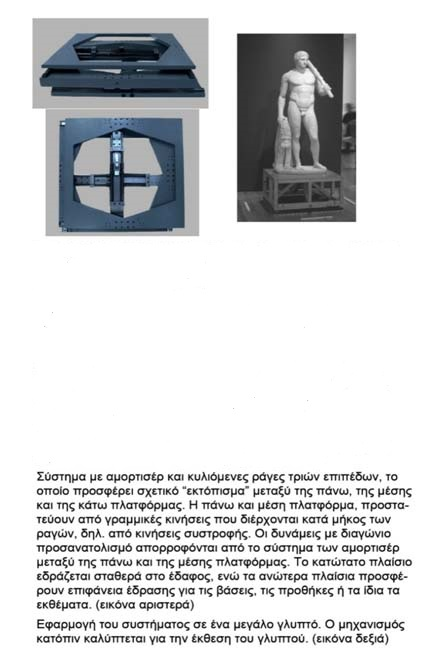 Σύστημα με αμορτισέρ και κυλιόμενες ράγες τριών επιπέδων, το
οποίο προσφέρει σχετικό “εκτόπισμα” μεταξύ της πάνω, της μέσης
και της κάτω πλατφόρμας. Η πάνω και μέση πλατφόρμα, προστα-
τεύουν από γραμμικές κινήσεις που διέρχονται κατά μήκος των
ραγών, δηλ. από κινήσεις συστροφής. Οι δυνάμεις με διαγώνιο
προσανατολισμό απορροφόνται από το σύστημα των αμορτισέρ
μεταξύ της πάνω και της μέσης πλατφόρμας. Το κατώτατο πλαίσιο
εδράζεται σταθερά στο έδαφος, ενώ τα ανώτερα πλαίσια προσφέ-
ρουν επιφάνεια έδρασης για τις βάσεις, τις προθήκες ή τα ίδια τα
εκθέματα. (εικόνα αριστερά)
Εφαρμογή του συστήματος σε ένα μεγάλο γλυπτό. Ο μηχανισμός
κατόπιν καλύπτεται για την έκθεση του γλυπτού. (εικόνα δεξιά)